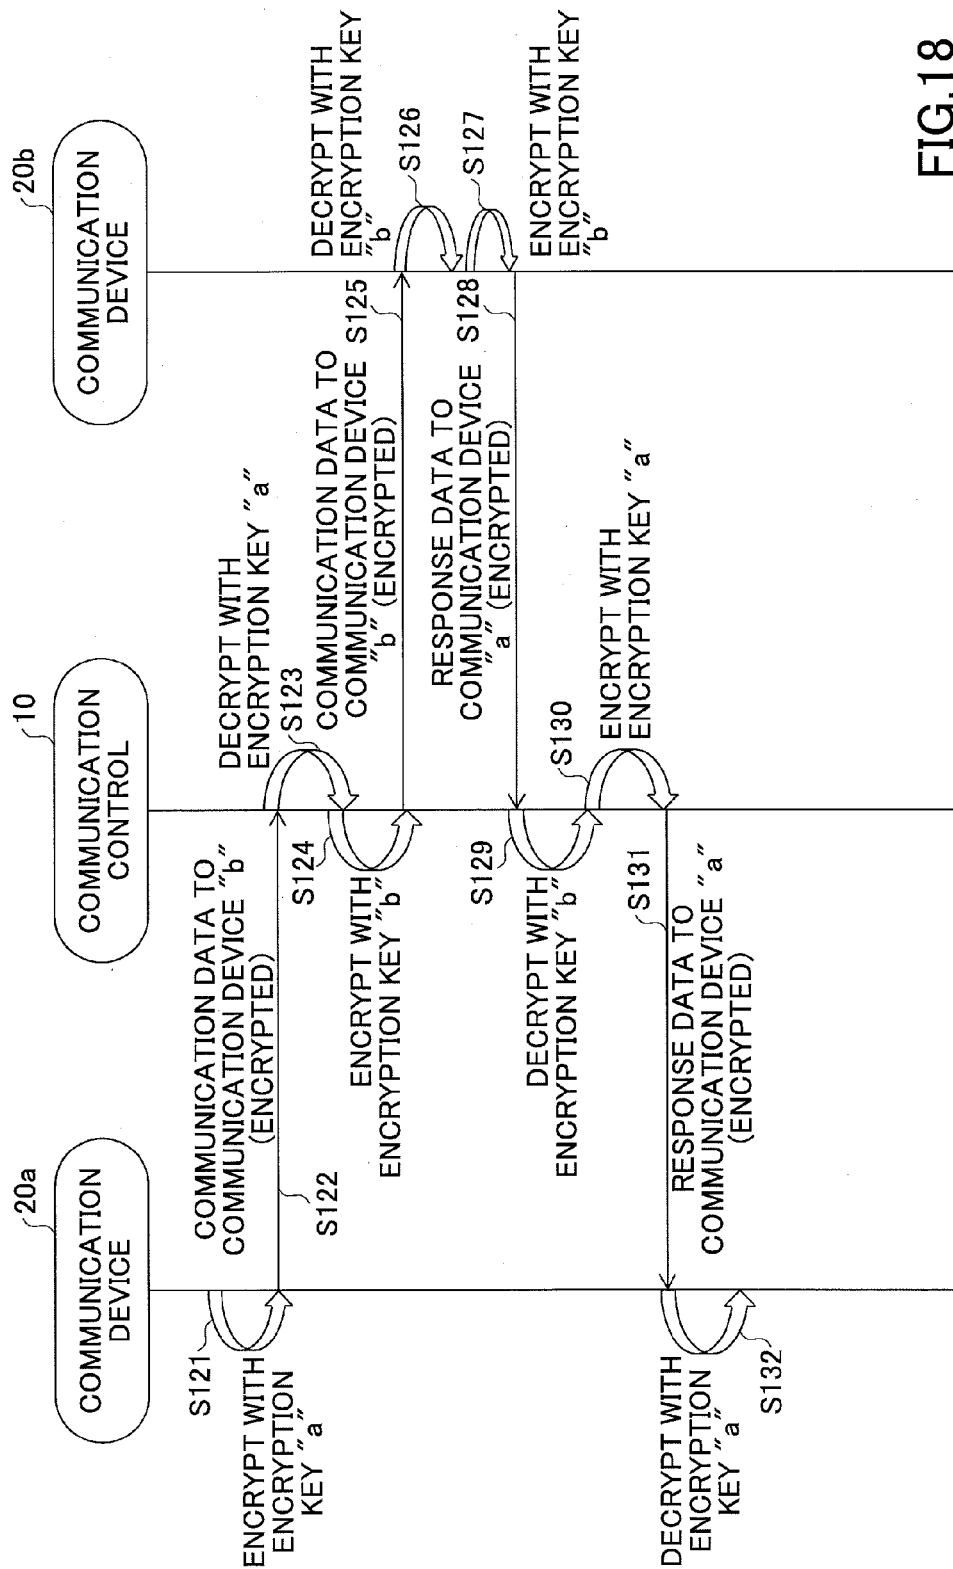 20a
COMMUNICATION
DEVICE
10
COMMUNICATION
CONTROL
20b
COMMUNICATION
DEVICE
S121
ENCRYPT WITH
ENCRYPTION
KEY "a"
COMMUNICATION DATA TO
COMMUNICATION DEVICE "b"
(ENCRYPTED)
S122
DECRYPT WITH
ENCRYPTION KEY "a"
S123
S124
ENCRYPT WITH
ENCRYPTION KEY "b"
COMMUNICATION DATA TO
COMMUNICATION DEVICE
"b" (ENCRYPTED)
S125
DECRYPT WITH
ENCRYPTION KEY
"b"
S126
S127
ENCRYPT WITH
ENCRYPTION KEY
"b"
RESPONSE DATA TO
COMMUNICATION DEVICE
"a" (ENCRYPTED)
S128
S129
DECRYPT WITH
ENCRYPTION KEY "b"
S130
ENCRYPT WITH
ENCRYPTION KEY "a"
S131
RESPONSE DATA TO
COMMUNICATION DEVICE "a"
(ENCRYPTED)
DECRYPT WITH
ENCRYPTION
KEY "a"
S132
FIG.18